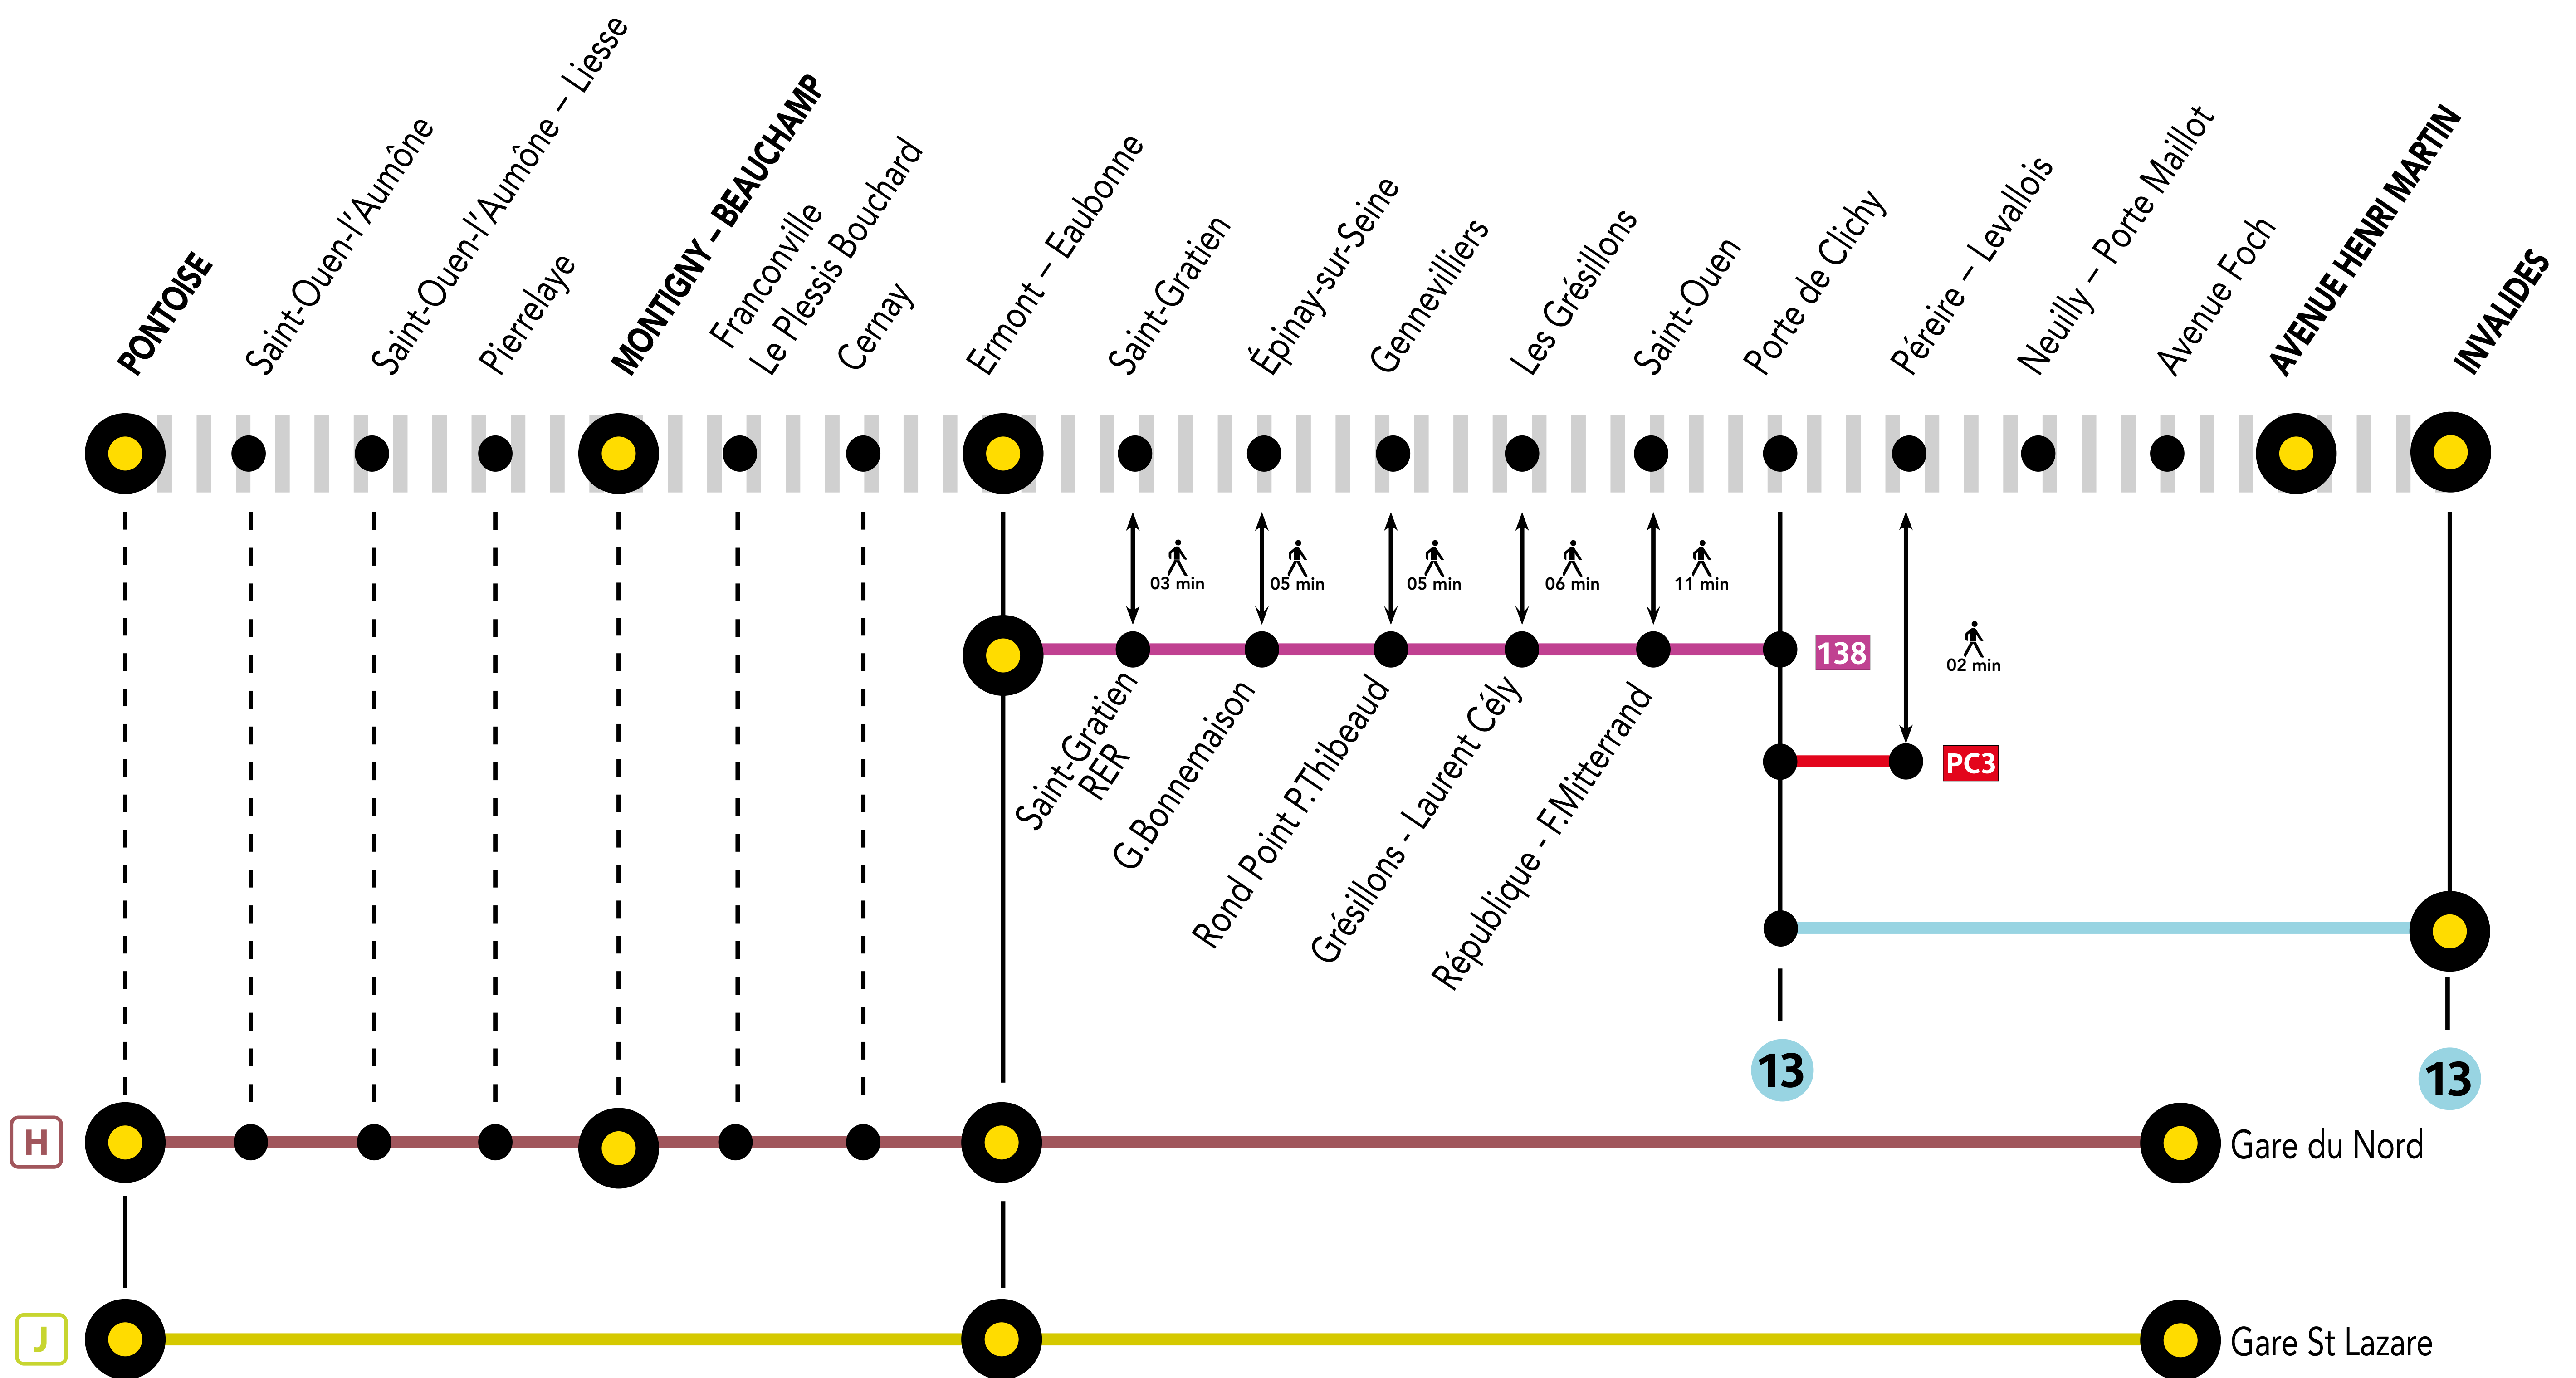 PONTOISE
Saint-Ouen-l'Aumône
Saint-Ouen-l'Aumône – Liesse
Pierrelaye
MONTIGNY – BEAUCHAMP
Franconville
Le Plessis Bouchard
Cernay
Ermont – Eaubonne
Saint-Gratien
Épinay-sur-Seine
Gennevilliers
Les Grésillons
Saint-Ouen
Porte de Clichy
Péreire – Levallois
Neuilly – Porte Maillot
Avenue Foch
AVENUE HENRI MARTIN
INVALIDES
03 min
05 min
05 min
06 min
11 min
138
02 min
Saint-Gratien
RER
G.Bonnemaison
Rond Point P.Thibeaud
Grésillons - Laurent Cély
République - F.Mitterrand
PC3
13
13
H
Gare du Nord
J
Gare St Lazare